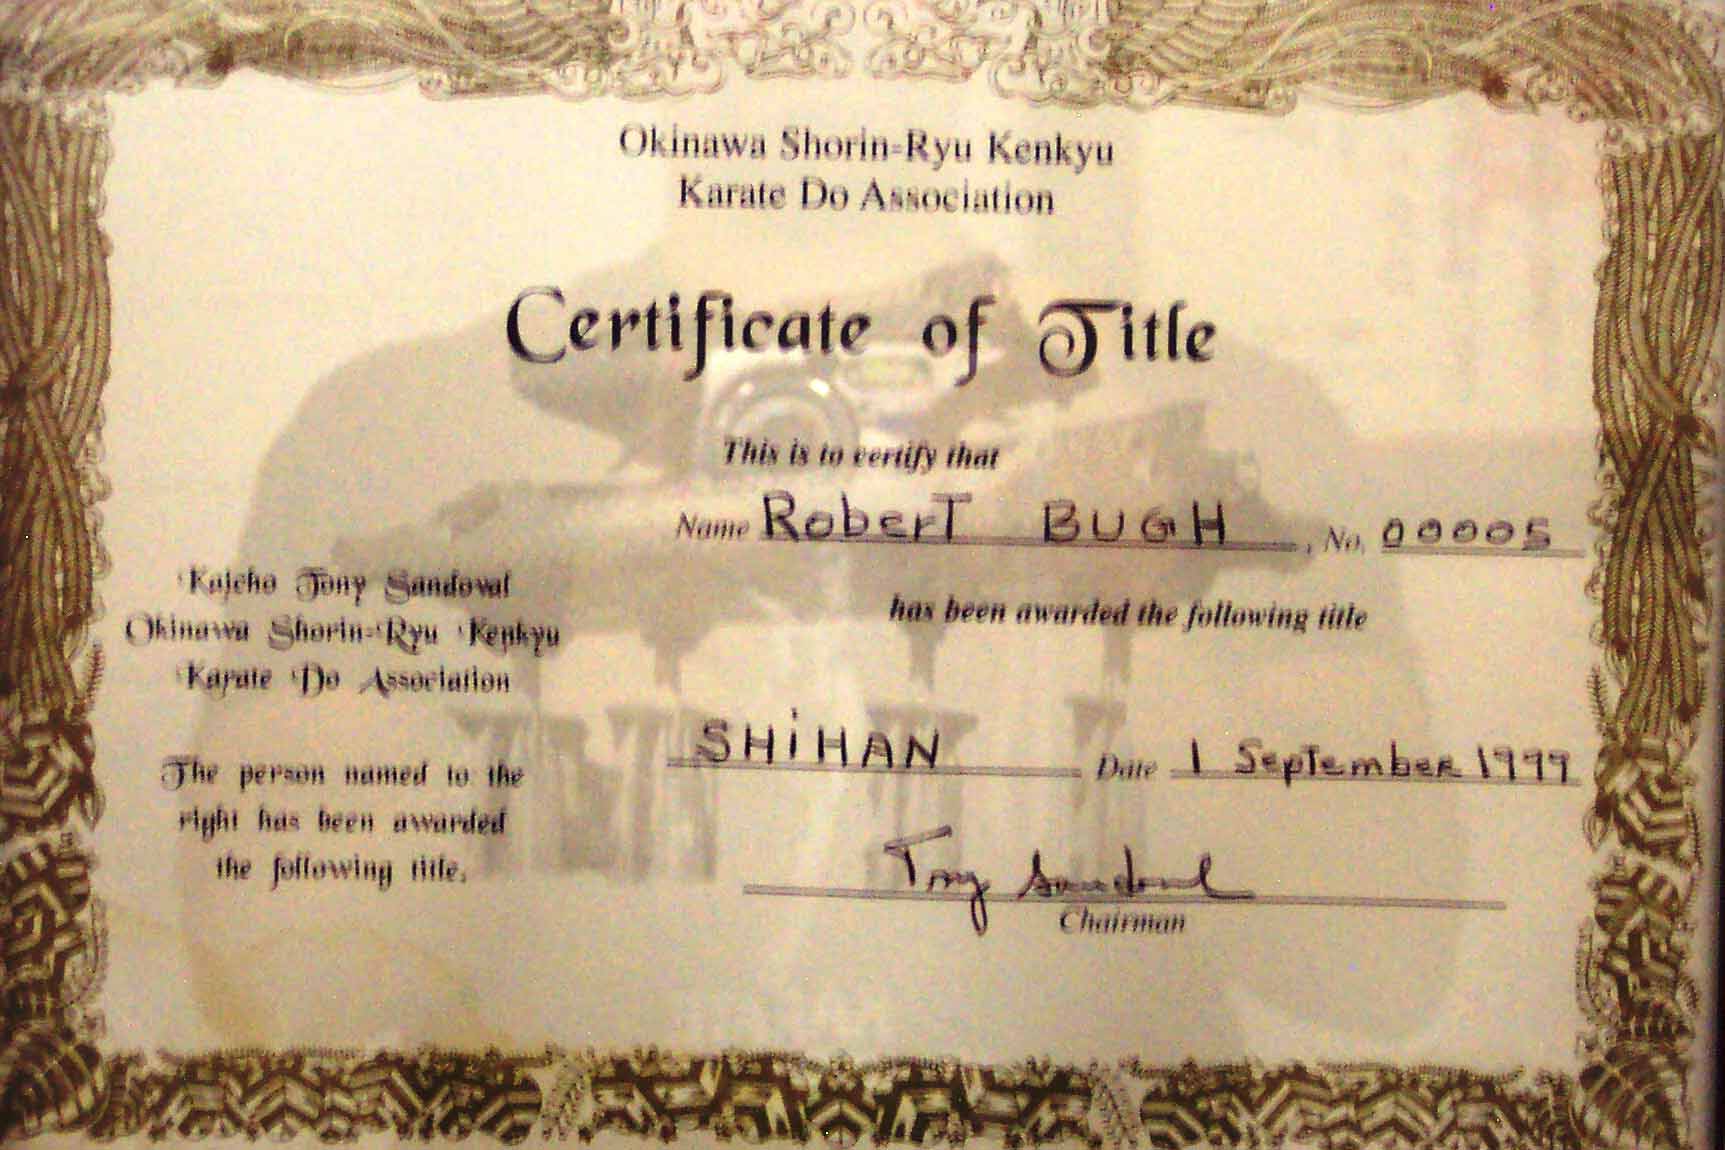 Okinawa Shorin-Ryu Kenkyu
Karate Do Association
Certificate of Title
This is to certify that
Name Robert BUGH, No. 00005
has been awarded the following title
Kaicho Tony Sandoval
Okinawa Shorin-Ryu Kenkyu
Karate Do Association
The person named to the
right has been awarded
the following title.
SHiHAN Date 1 September 1999
Tony Sandoval
Chairman